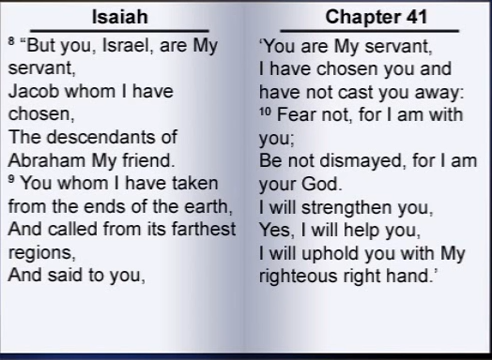 Isaiah
⁸ “But you, Israel, are My
servant,
Jacob whom I have
chosen,
The descendants of
Abraham My friend.
⁹ You whom I have taken
from the ends of the earth,
And called from its farthest
regions,
And said to you,
Chapter 41
‘You are My servant,
I have chosen you and
have not cast you away:
¹⁰ Fear not, for I am with
you;
Be not dismayed, for I am
your God.
I will strengthen you,
Yes, I will help you,
I will uphold you with My
righteous right hand.’